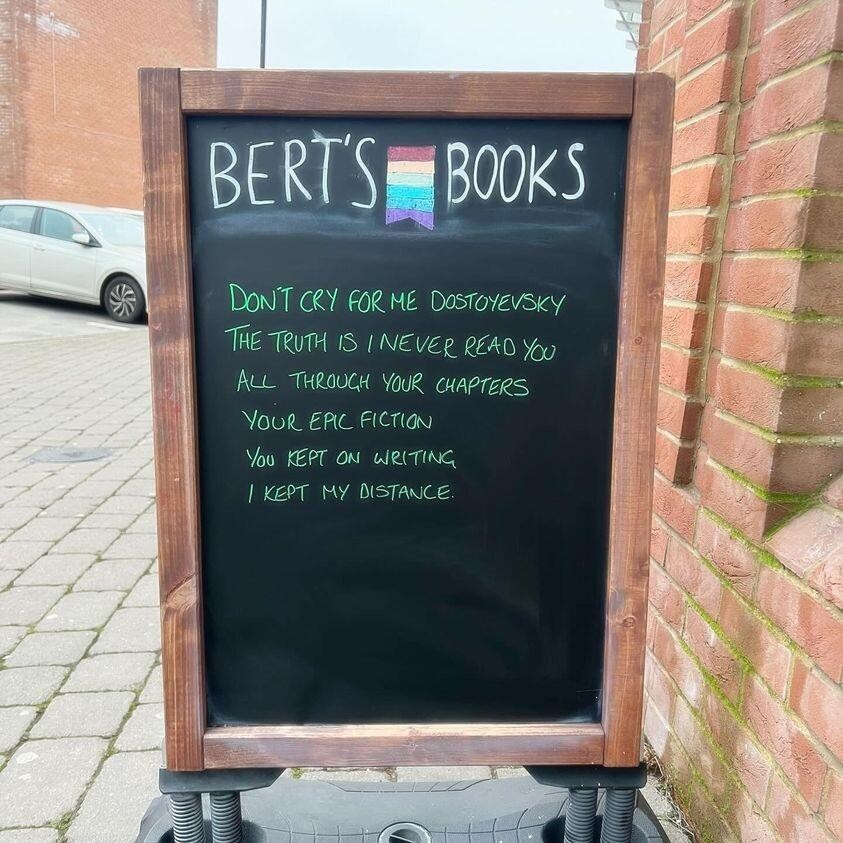 BERT'S BOOKS
DON'T CRY FOR ME DOSTOYEVSKY
THE TRUTH IS I NEVER READ YOU
ALL THROUGH YOUR CHAPTERS
YOUR EPIC FICTION
YOU KEPT ON WRITING
I KEPT MY DISTANCE.